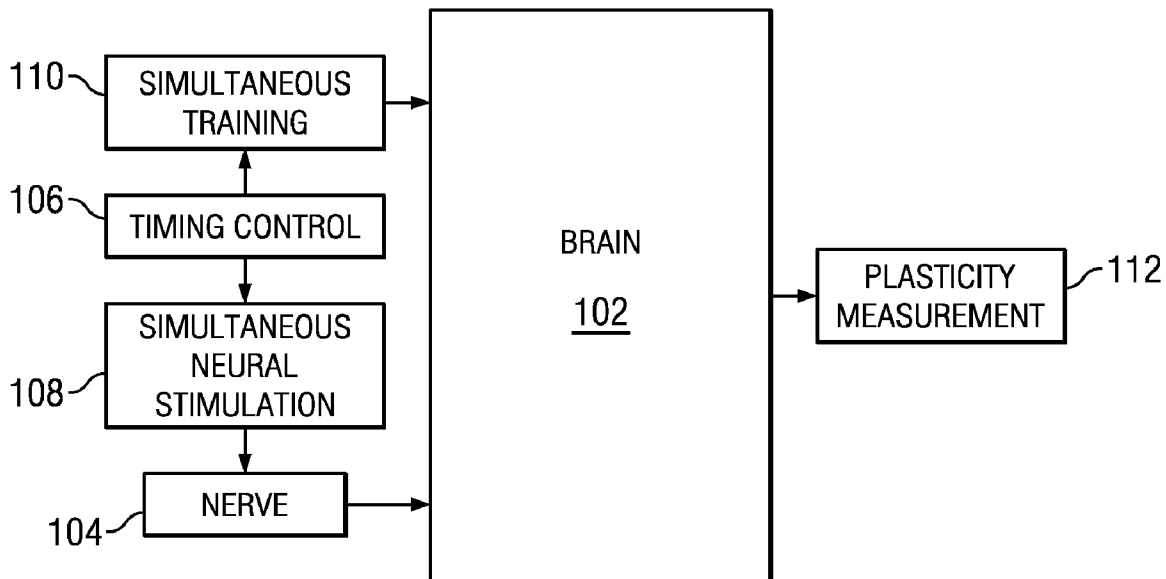 110
SIMULTANEOUS
TRAINING
106
TIMING CONTROL
108
SIMULTANEOUS
NEURAL
STIMULATION
104
NERVE
BRAIN
102
PLASTICITY
MEASUREMENT
112